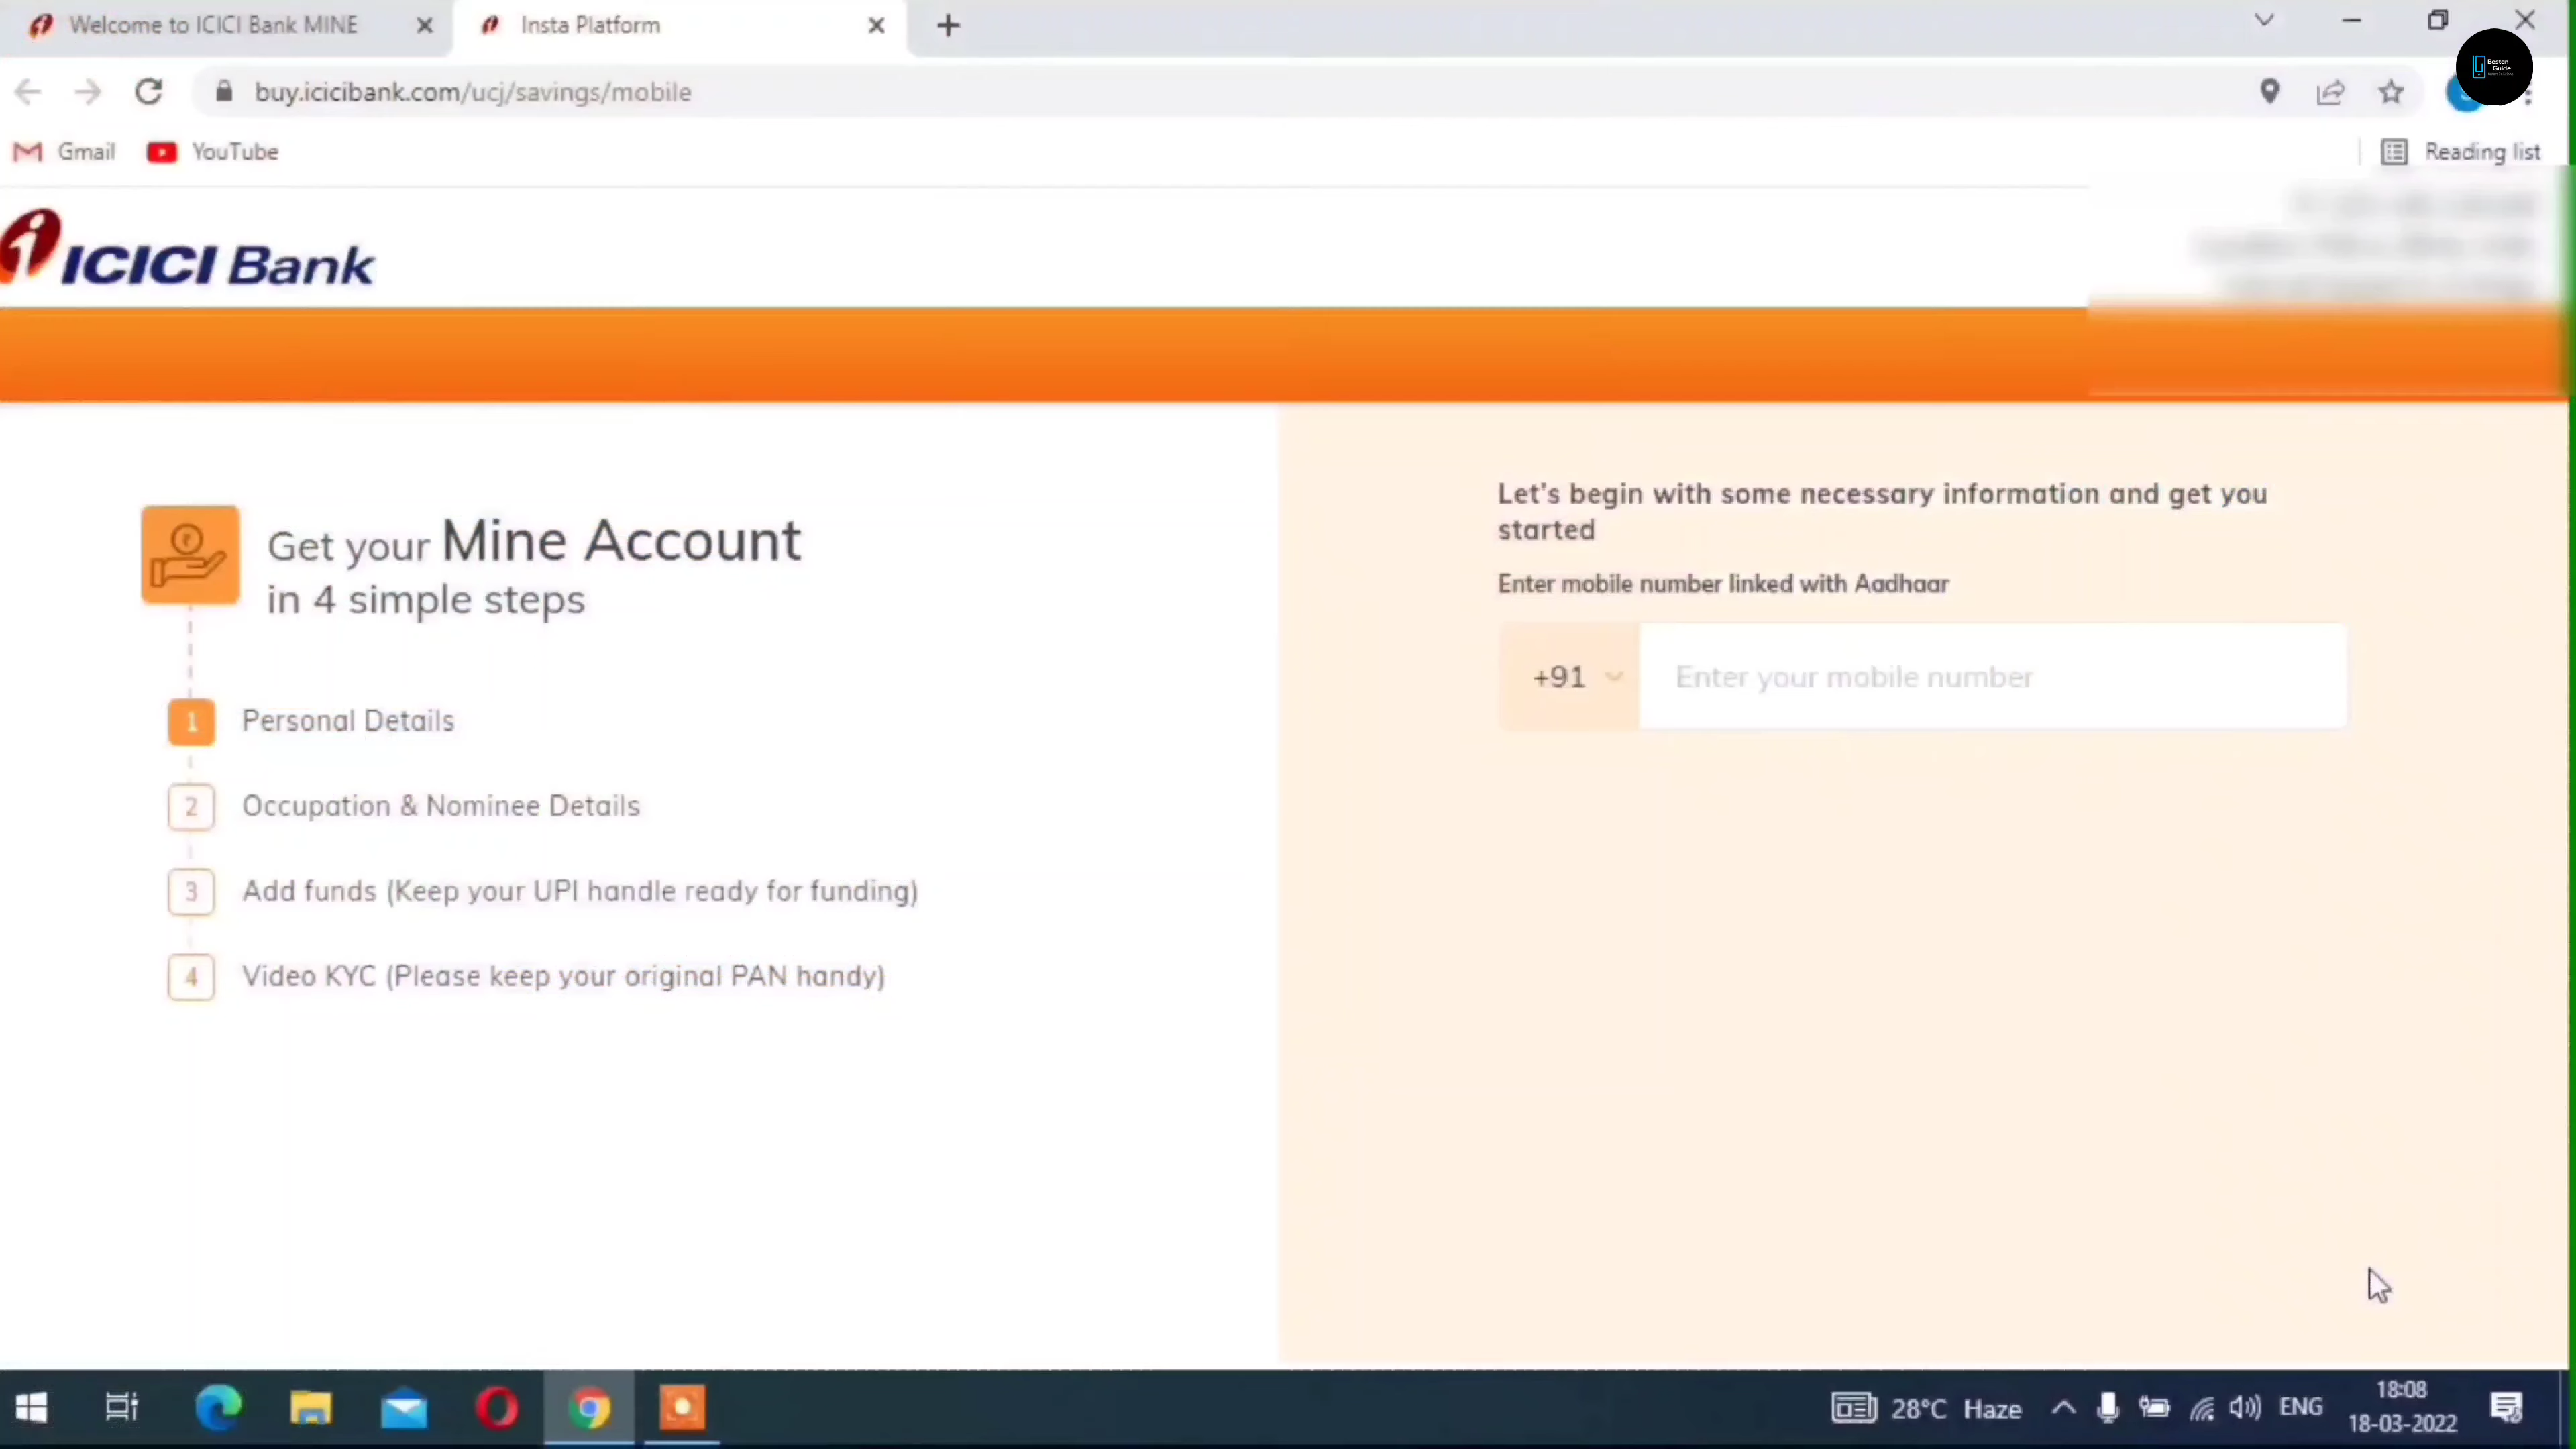 Welcome to ICICI Bank MINE
Insta Platform
buy.icicibank.com/ucj/savings/mobile
Beston
Guide
Gmail
YouTube
Reading list
ICICI Bank
Get your Mine Account
in 4 simple steps
1 Personal Details
2 Occupation & Nominee Details
3 Add funds (Keep your UPI handle ready for funding)
4 Video KYC (Please keep your original PAN handy)
Let's begin with some necessary information and get you
started
Enter mobile number linked with Aadhaar
+91 Enter your mobile number
28°C Haze
ENG
18:08
18-03-2022